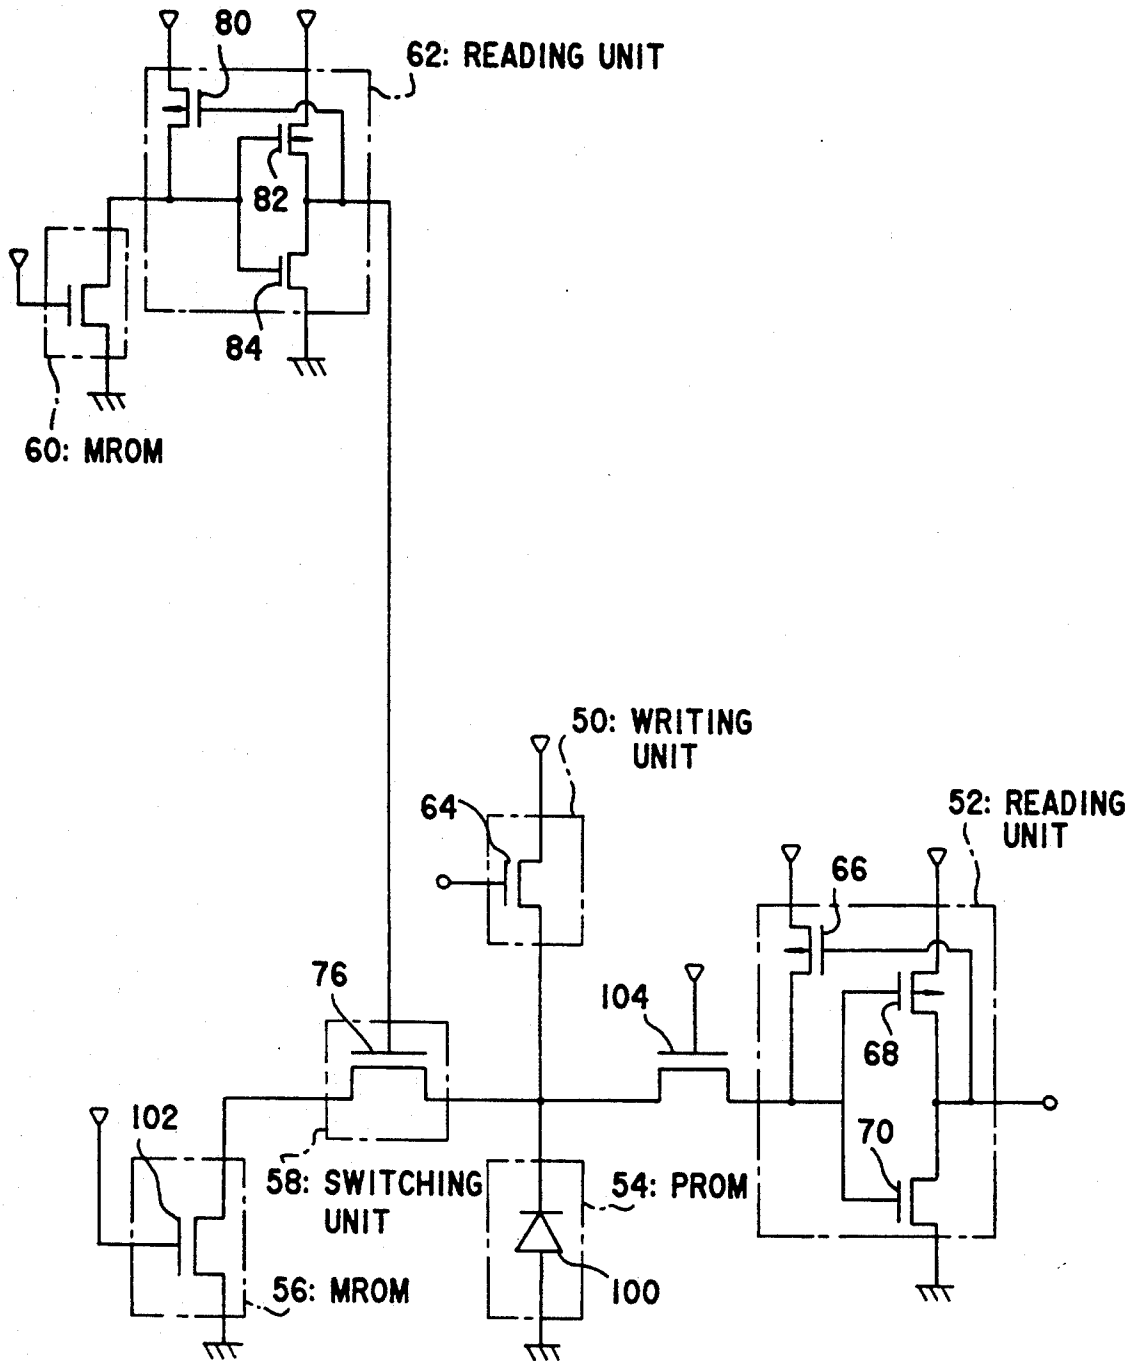 80
62: READING UNIT
82
84
60: MROM
50: WRITING
UNIT
64
52: READING
UNIT
66
76
104
68
102
70
58: SWITCHING
UNIT
54: PROM
56: MROM
100